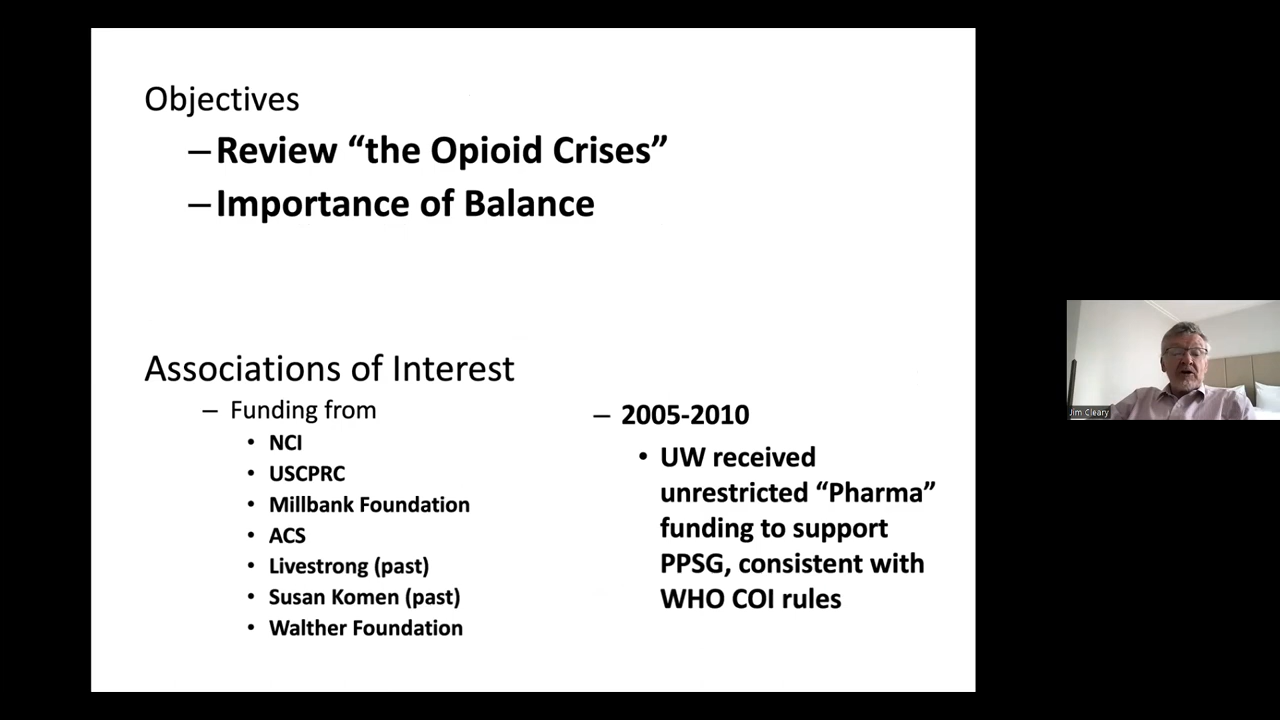 Objectives
–Review “the Opioid Crises”
–Importance of Balance
Associations of Interest
– Funding from
• NCI
• USCPRC
• Millbank Foundation
• ACS
• Livestrong (past)
• Susan Komen (past)
• Walther Foundation
– 2005-2010
• UW received
unrestricted “Pharma”
funding to support
PPSG, consistent with
WHO COI rules
Jim Cleary